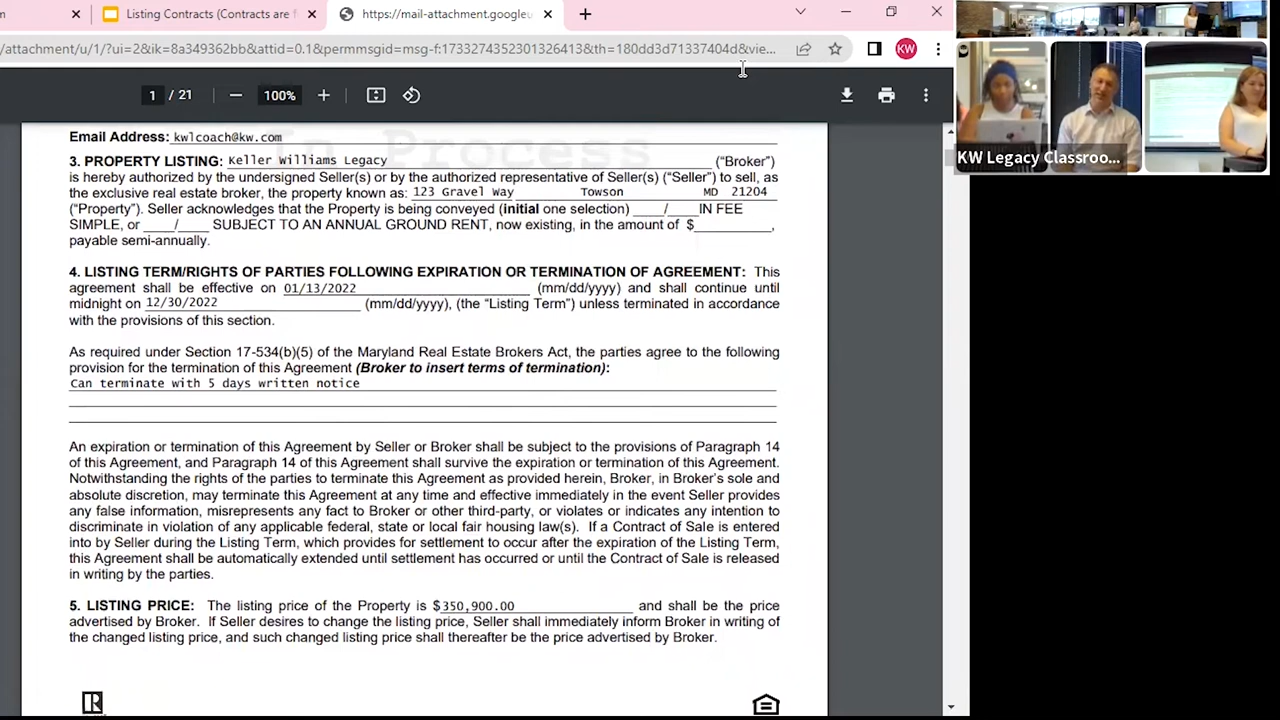 Listing Contracts (Contracts are f
https://mail-attachment.googleu
/attachment/u/1/?ui=2&ik=8a349362bb&attid=0.1&permmsgid=msg-f:1733274352301326413&th=180dd3d71337404d&vie...
KW
1 / 21
100%
In Process
Email Address: kwlcoach@kw.com
3. PROPERTY LISTING: Keller Williams Legacy (“Broker”)
is hereby authorized by the undersigned Seller(s) or by the authorized representative of Seller(s) (“Seller”) to sell, as
the exclusive real estate broker, the property known as: 123 Gravel Way Towson MD 21204
(“Property”). Seller acknowledges that the Property is being conveyed (initial one selection) ____/____IN FEE
SIMPLE, or ____/____ SUBJECT TO AN ANNUAL GROUND RENT, now existing, in the amount of $__________,
payable semi-annually.
4. LISTING TERM/RIGHTS OF PARTIES FOLLOWING EXPIRATION OR TERMINATION OF AGREEMENT: This
agreement shall be effective on 01/13/2022 (mm/dd/yyyy) and shall continue until
midnight on 12/30/2022 (mm/dd/yyyy), (the “Listing Term”) unless terminated in accordance
with the provisions of this section.
As required under Section 17-534(b)(5) of the Maryland Real Estate Brokers Act, the parties agree to the following
provision for the termination of this Agreement (Broker to insert terms of termination):
Can terminate with 5 days written notice
An expiration or termination of this Agreement by Seller or Broker shall be subject to the provisions of Paragraph 14
of this Agreement, and Paragraph 14 of this Agreement shall survive the expiration or termination of this Agreement.
Notwithstanding the rights of the parties to terminate this Agreement as provided herein, Broker, in Broker's sole and
absolute discretion, may terminate this Agreement at any time and effective immediately in the event Seller provides
any false information, misrepresents any fact to Broker or other third-party, or violates or indicates any intention to
discriminate in violation of any applicable federal, state or local fair housing law(s). If a Contract of Sale is entered
into by Seller during the Listing Term, which provides for settlement to occur after the expiration of the Listing Term,
this Agreement shall be automatically extended until settlement has occurred or until the Contract of Sale is released
in writing by the parties.
5. LISTING PRICE: The listing price of the Property is $350,900.00 and shall be the price
advertised by Broker. If Seller desires to change the listing price, Seller shall immediately inform Broker in writing of
the changed listing price, and such changed listing price shall thereafter be the price advertised by Broker.
R
KW Legacy Classroo...